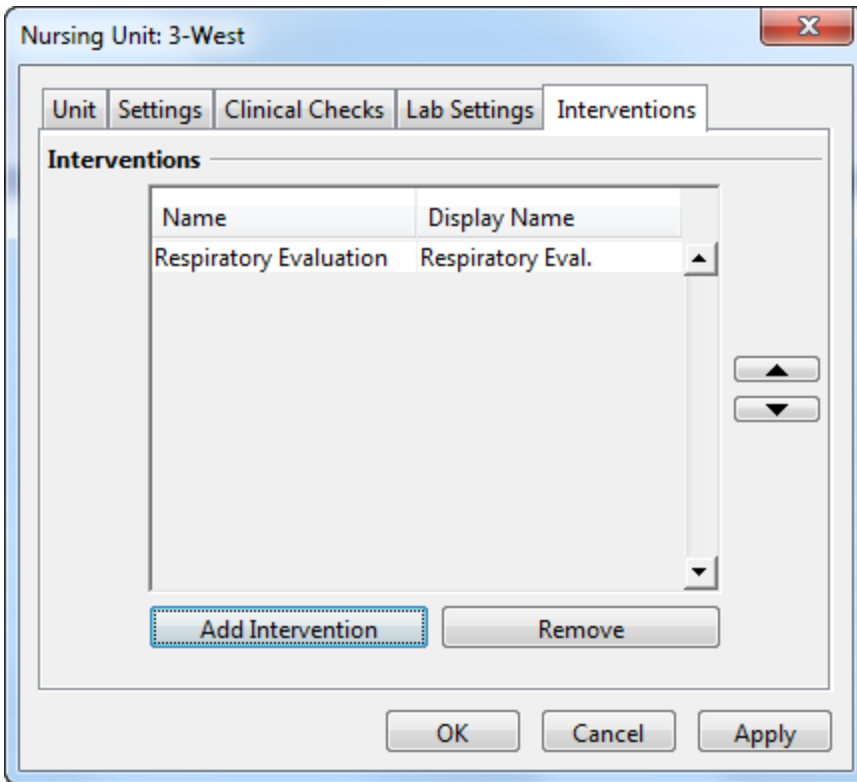 Nursing Unit: 3-West
Unit Settings Clinical Checks Lab Settings Interventions
Interventions
Name Display Name
Respiratory Evaluation Respiratory Eval.
Add Intervention Remove
OK Cancel Apply